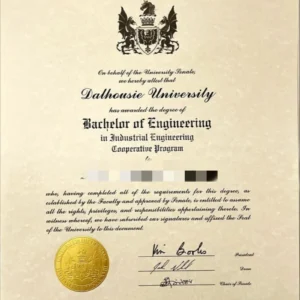 On behalf of the University Senate,
we hereby attest that
Dalhousie University
has awarded the degree of
Bachelor of Engineering
in Industrial Engineering
Cooperative Program
to
who, having completed all of the requirements for this degree, as
established by the Faculty and approved by Senate, is entitled to assume
all the rights, privileges, and responsibilities appertaining thereto. In
witness whereof, we have inscribed our signatures and affixed the Seal
of the University to this document.
President
Dean
Chair of Senate